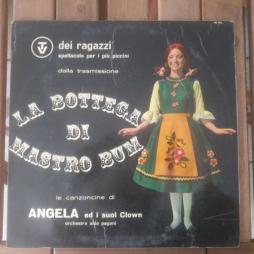 dei ragazzi
spettacolo per i più piccini
dalla trasmissione
LA BOTTEGA
DI
MASTRO BUM
le canzoncine di
ANGELA ed i suoi Clown
orchestra aldo pagani